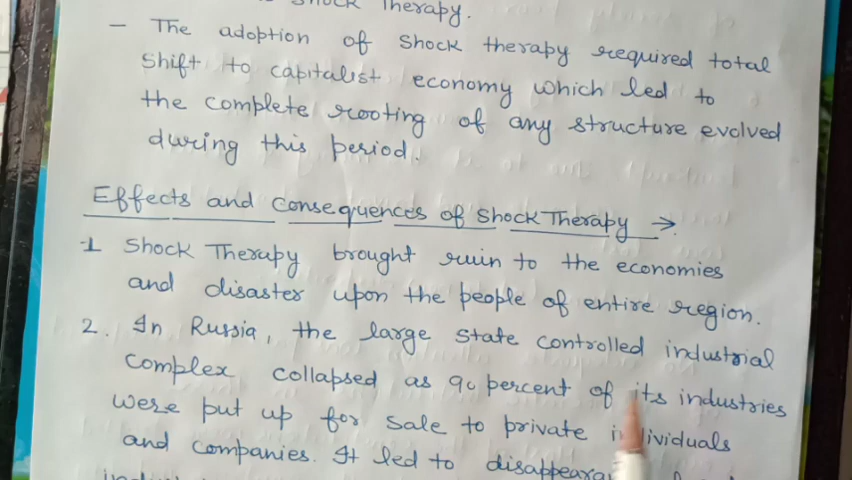 Shock Therapy.
- The adoption of Shock therapy required total
Shift to capitalist economy which led to
the complete rooting of any structure evolved
during this period.
Effects and Consequences of Shock Therapy →
1 Shock Therapy brought ruin to the economies
and disaster upon the people of entire region.
2. In Russia, the large State controlled industrial
Complex collapsed as 90 percent of its industries
were put up for sale to private individuals
and companies. It led to